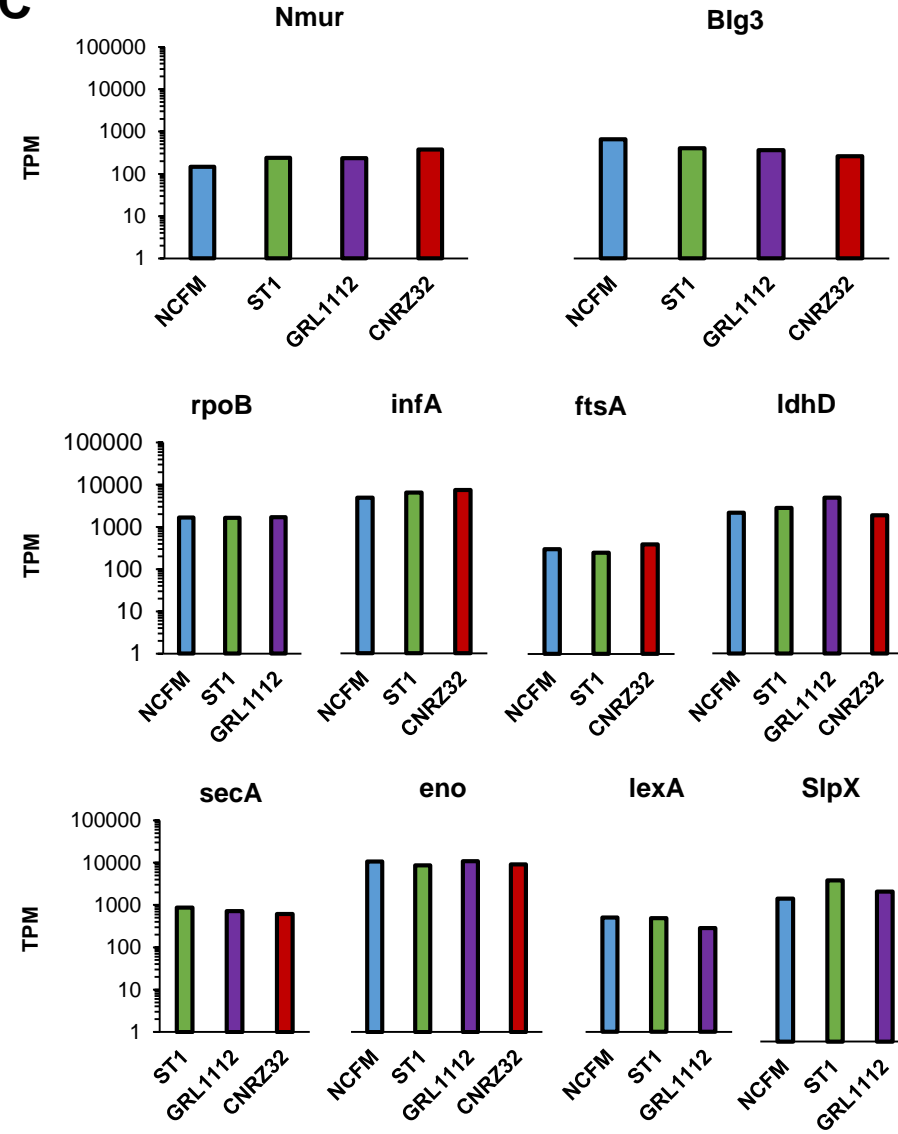 C
Nmur Blg3
100000
10000
1000
100
10
1
TPM
NCFM ST1 GRL1112 CNRZ32 NCFM ST1 GRL1112 CNRZ32
rpoB infA ftsA ldhD
100000
10000
1000
100
10
1
TPM
NCFM ST1 GRL1112 NCFM ST1 CNRZ32 NCFM ST1 CNRZ32 NCFM ST1 GRL1112 CNRZ32
secA eno lexA SlpX
100000
10000
1000
100
10
1
TPM
ST1 GRL1112 CNRZ32 NCFM ST1 GRL1112 CNRZ32 NCFM ST1 GRL1112 NCFM ST1 GRL1112